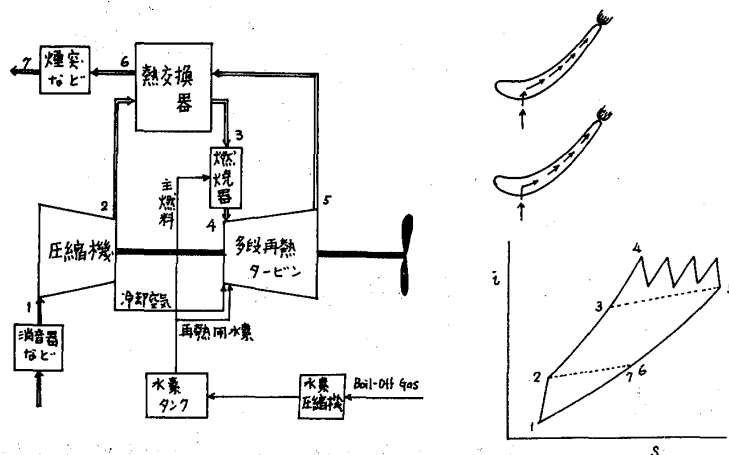 7
煙突
など
6
熱交換
器
3
燃
焼
器
主
燃
料
2
4
5
圧縮機
多段再熱
タービン
1
冷却空気
再熱用水素
消音器
など
水素
タンク
水素
圧縮機
Boil-Off Gas
i
4
3
2
7
6
1
S